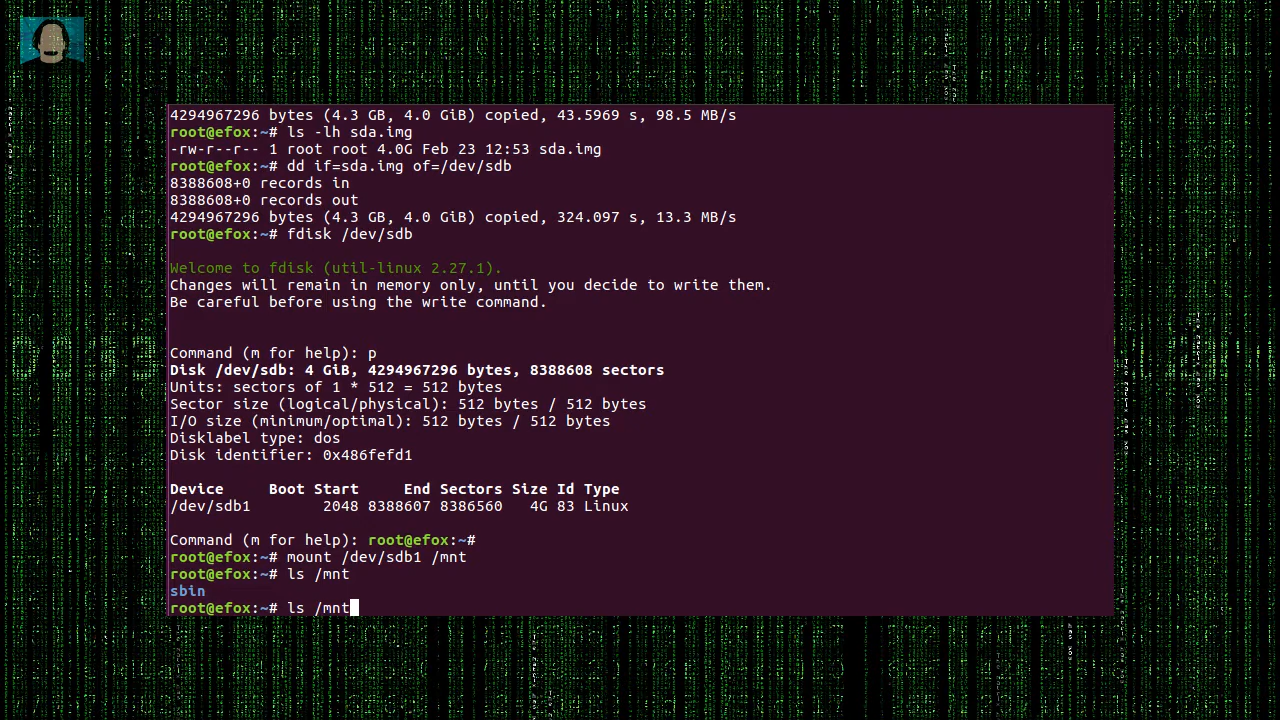 4294967296 bytes (4.3 GB, 4.0 GiB) copied, 43.5969 s, 98.5 MB/s
root@efox:~# ls -lh sda.img
-rw-r--r-- 1 root root 4.0G Feb 23 12:53 sda.img
root@efox:~# dd if=sda.img of=/dev/sdb
8388608+0 records in
8388608+0 records out
4294967296 bytes (4.3 GB, 4.0 GiB) copied, 324.097 s, 13.3 MB/s
root@efox:~# fdisk /dev/sdb
Welcome to fdisk (util-linux 2.27.1).
Changes will remain in memory only, until you decide to write them.
Be careful before using the write command.
Command (m for help): p
Disk /dev/sdb: 4 GiB, 4294967296 bytes, 8388608 sectors
Units: sectors of 1 * 512 = 512 bytes
Sector size (logical/physical): 512 bytes / 512 bytes
I/O size (minimum/optimal): 512 bytes / 512 bytes
Disklabel type: dos
Disk identifier: 0x486fefd1
Device     Boot Start     End Sectors Size Id Type
/dev/sdb1        2048 8388607 8386560   4G 83 Linux
Command (m for help): root@efox:~#
root@efox:~# mount /dev/sdb1 /mnt
root@efox:~# ls /mnt
sbin
root@efox:~# ls /mnt